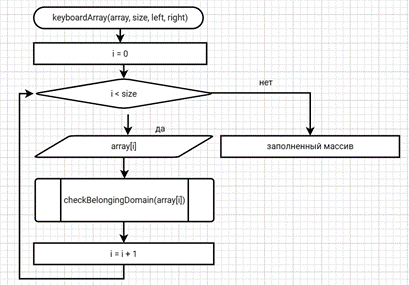 keyboardArray(array, size, left, right)
i = 0
нет
i < size
да
array[i]
заполненный массив
checkBelongingDomain(array[i])
i = i + 1